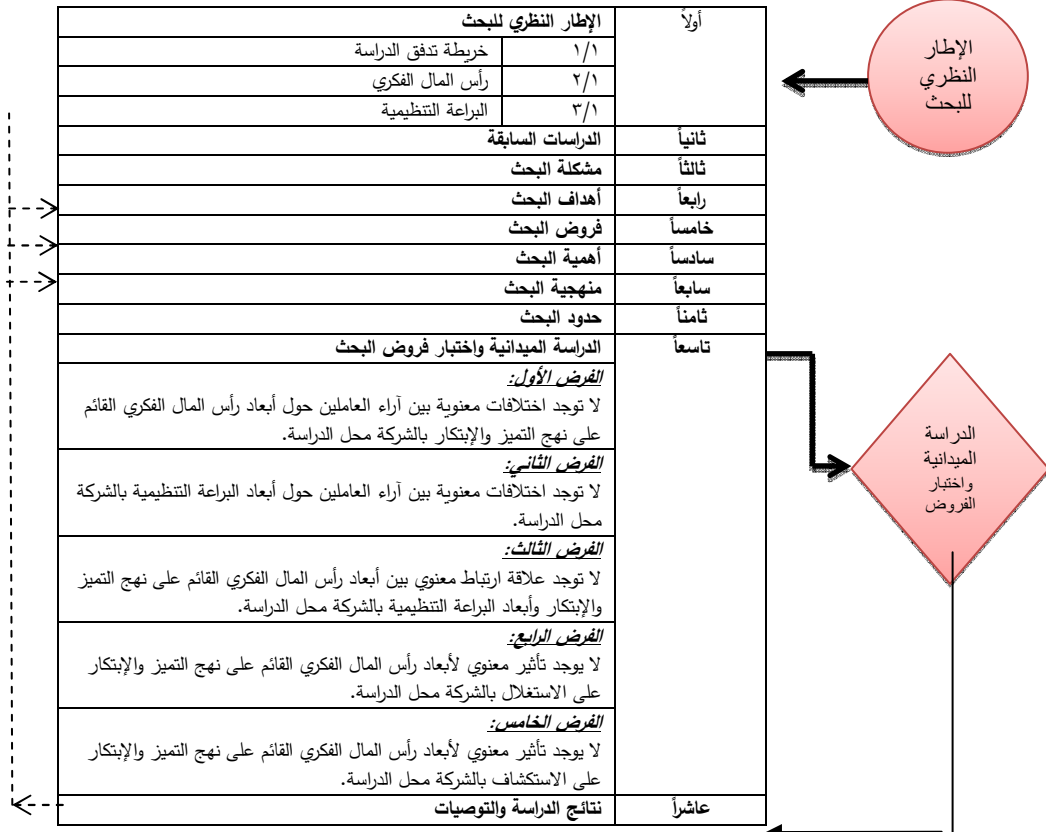 أولاً
الإطار النظري للبحث
١/١ خريطة تدفق الدراسة
٢/١ رأس المال الفكري
٣/١ البراعة التنظيمية
ثانياً الدراسات السابقة
ثالثاً مشكلة البحث
رابعاً أهداف البحث
خامساً فروض البحث
سادسا أهمية البحث
سابعاً منهجية البحث
ثامناً حدود البحث
تاسعاً الدراسة الميدانية واختبار فروض البحث
الفرض الأول:
لا توجد اختلافات معنوية بين آراء العاملين حول أبعاد رأس المال الفكري القائم
على نهج التميز والإبتكار بالشركة محل الدراسة.
الفرض الثاني:
لا توجد اختلافات معنوية بين آراء العاملين حول أبعاد البراعة التنظيمية بالشركة
محل الدراسة.
الفرض الثالث:
لا توجد علاقة ارتباط معنوي بين أبعاد رأس المال الفكري القائم على نهج التميز
والإبتكار وأبعاد البراعة التنظيمية بالشركة محل الدراسة.
الفرض الرابع:
لا يوجد تأثير معنوي لأبعاد رأس المال الفكري القائم على نهج التميز والإبتكار
على الاستغلال بالشركة محل الدراسة.
الفرض الخامس:
لا يوجد تأثير معنوي لأبعاد رأس المال الفكري القائم على نهج التميز والإبتكار
على الاستكشاف بالشركة محل الدراسة.
عاشراً نتائج الدراسة والتوصيات
الإطار
النظري
للبحث
الدراسة
الميدانية
واختبار
الفروض